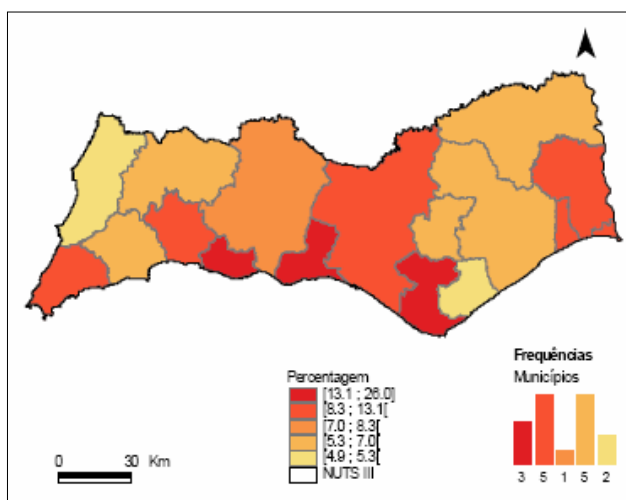 Percentagem
[13.1 ; 26.0]
[8.3 ; 13.1[
[7.0 ; 8.3[
[5.3 ; 7.0[
[4.9 ; 5.3[
NUTS III
0 30 Km
Frequências
Municípios
3 5 1 5 2